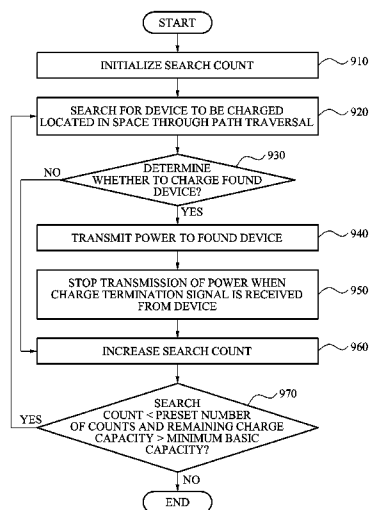 START
INITIALIZE SEARCH COUNT
910
SEARCH FOR DEVICE TO BE CHARGED
LOCATED IN SPACE THROUGH PATH TRAVERSAL
920
930
NO
DETERMINE
WHETHER TO CHARGE FOUND
DEVICE?
YES
TRANSMIT POWER TO FOUND DEVICE
940
STOP TRANSMISSION OF POWER WHEN
CHARGE TERMINATION SIGNAL IS RECEIVED
FROM DEVICE
950
INCREASE SEARCH COUNT
960
970
YES
SEARCH
COUNT < PRESET NUMBER
OF COUNTS AND REMAINING CHARGE
CAPACITY > MINIMUM BASIC
CAPACITY?
NO
END